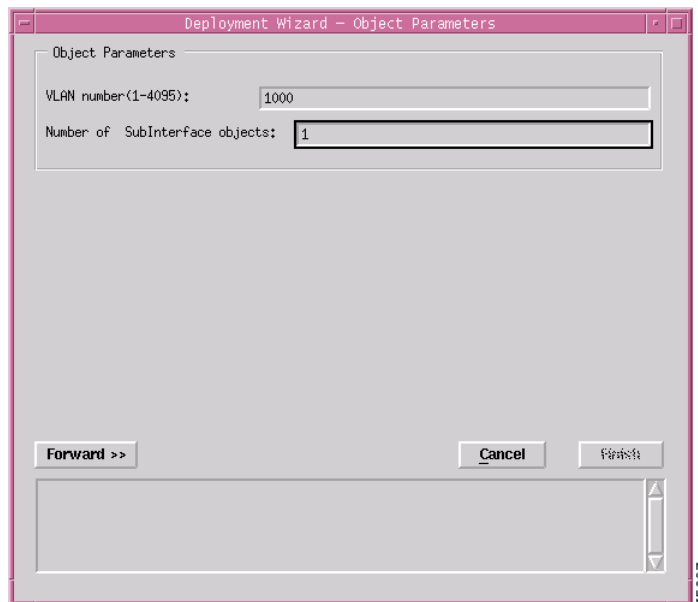 Deployment Wizard – Object Parameters
Object Parameters
VLAN number(1-4095): 1000
Number of SubInterface objects: 1
Forward >> Cancel Finish